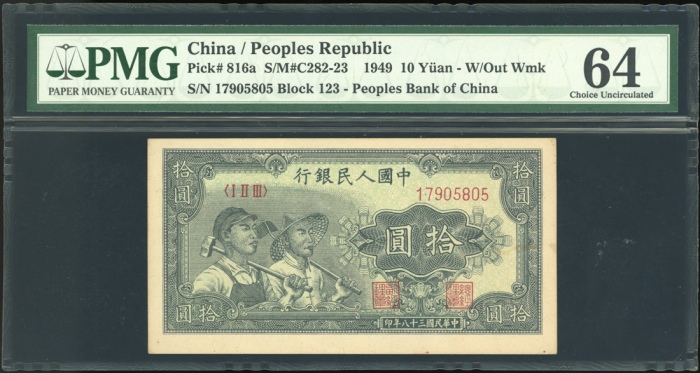 PMG
PAPER MONEY GUARANTY
China / Peoples Republic
Pick# 816a S/M#C282-23 1949 10 Yüan - W/Out Wmk
S/N 17905805 Block 123 - Peoples Bank of China
64
Choice Uncirculated
拾圓
行銀民人國中
拾圓
〈I II III〉
17905805
圓拾
圓拾
印年八十三國民華中
圓拾